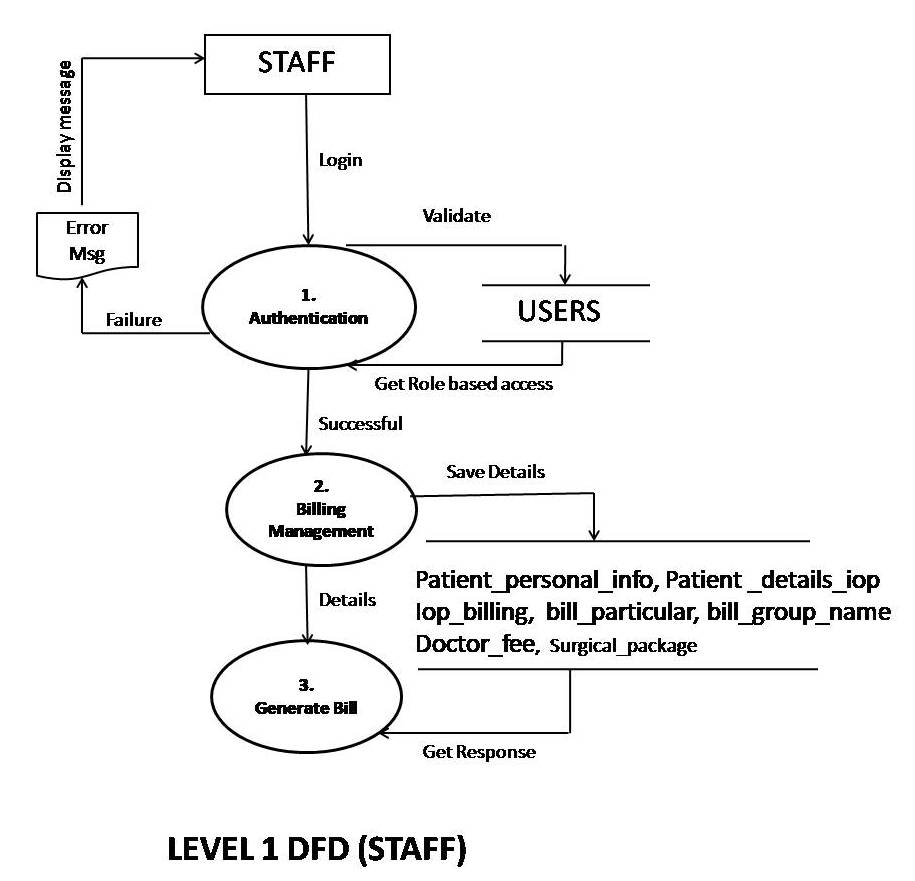 STAFF
Display message
Login
Validate
Error
Msg
1.
Authentication
USERS
Failure
Get Role based access
Successful
2.
Billing
Management
Save Details
Patient_personal_info, Patient _details_iop
Iop_billing, bill_particular, bill_group_name
Doctor_fee, Surgical_package
Details
3.
Generate Bill
Get Response
LEVEL 1 DFD (STAFF)